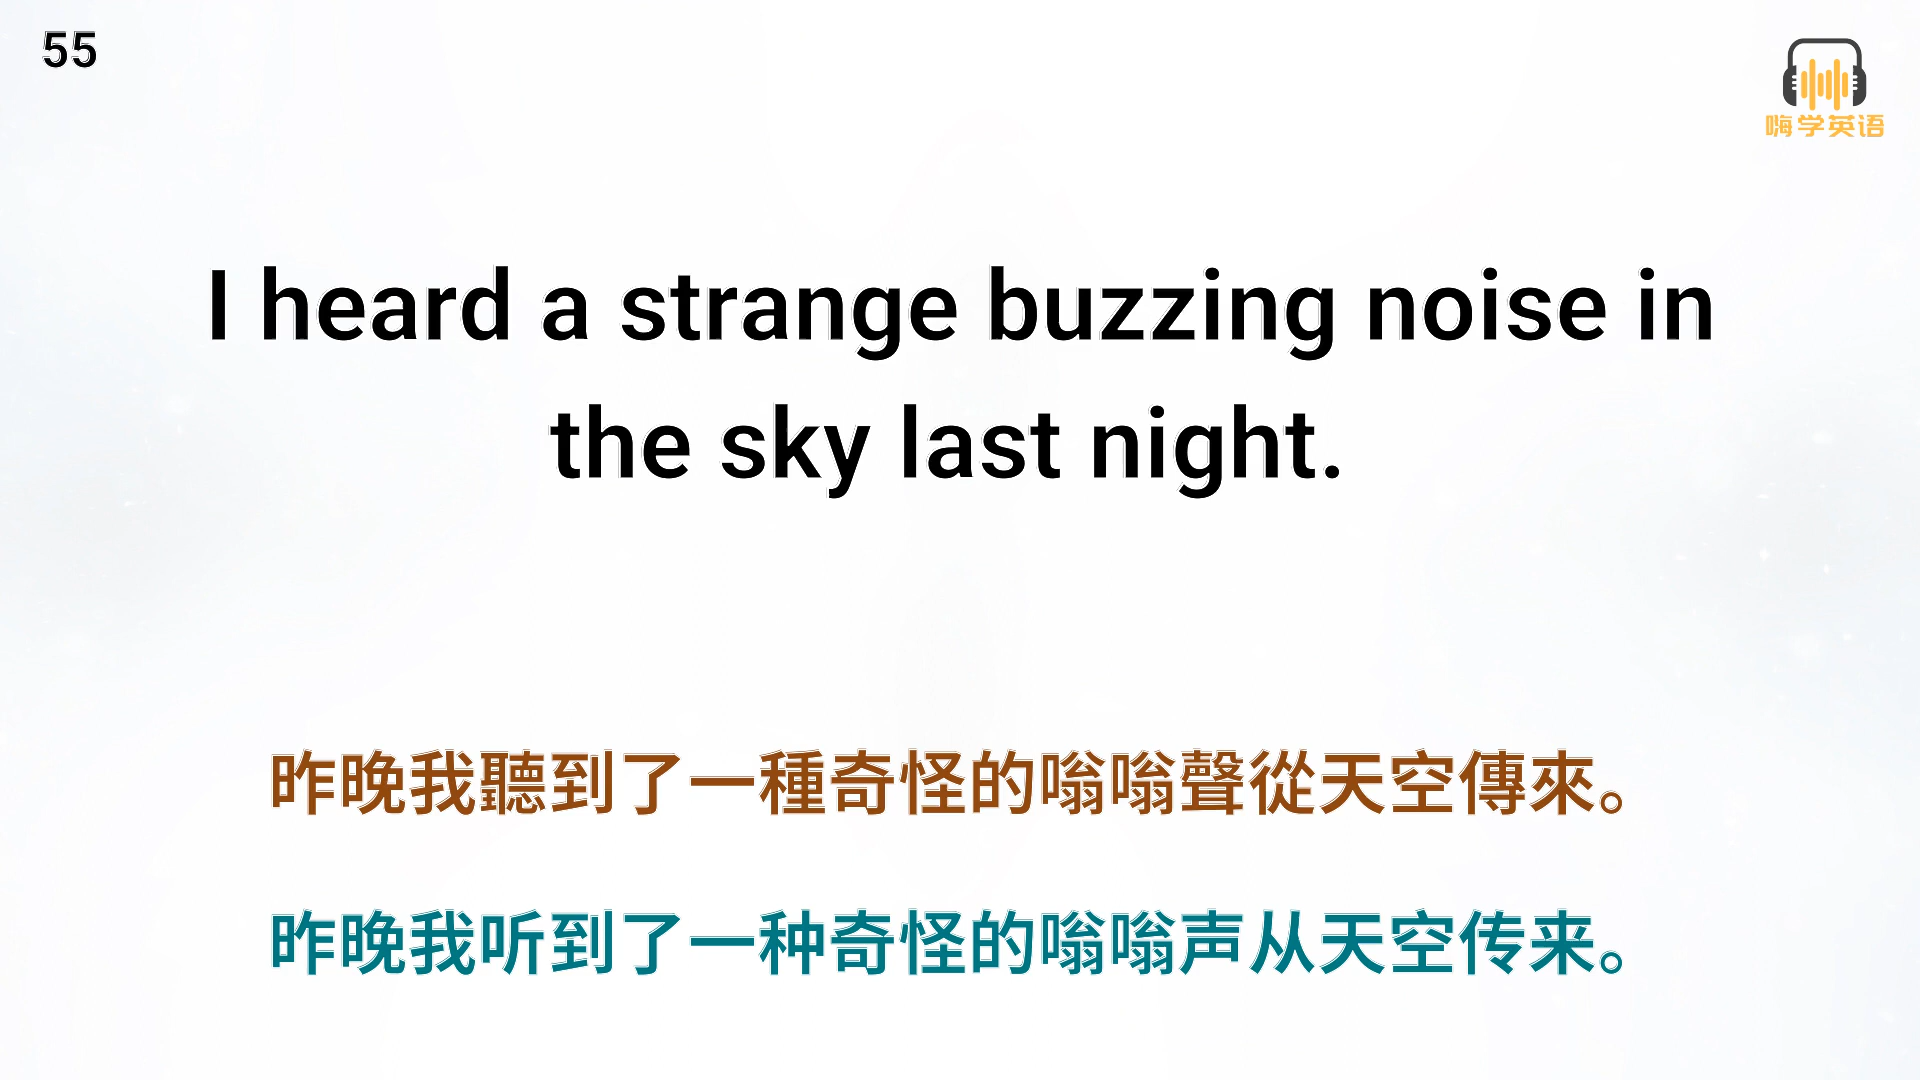 55
嗨学英语
I heard a strange buzzing noise in
the sky last night.
昨晚我聽到了一種奇怪的嗡嗡聲從天空傳來。
昨晚我听到了一种奇怪的嗡嗡声从天空传来。